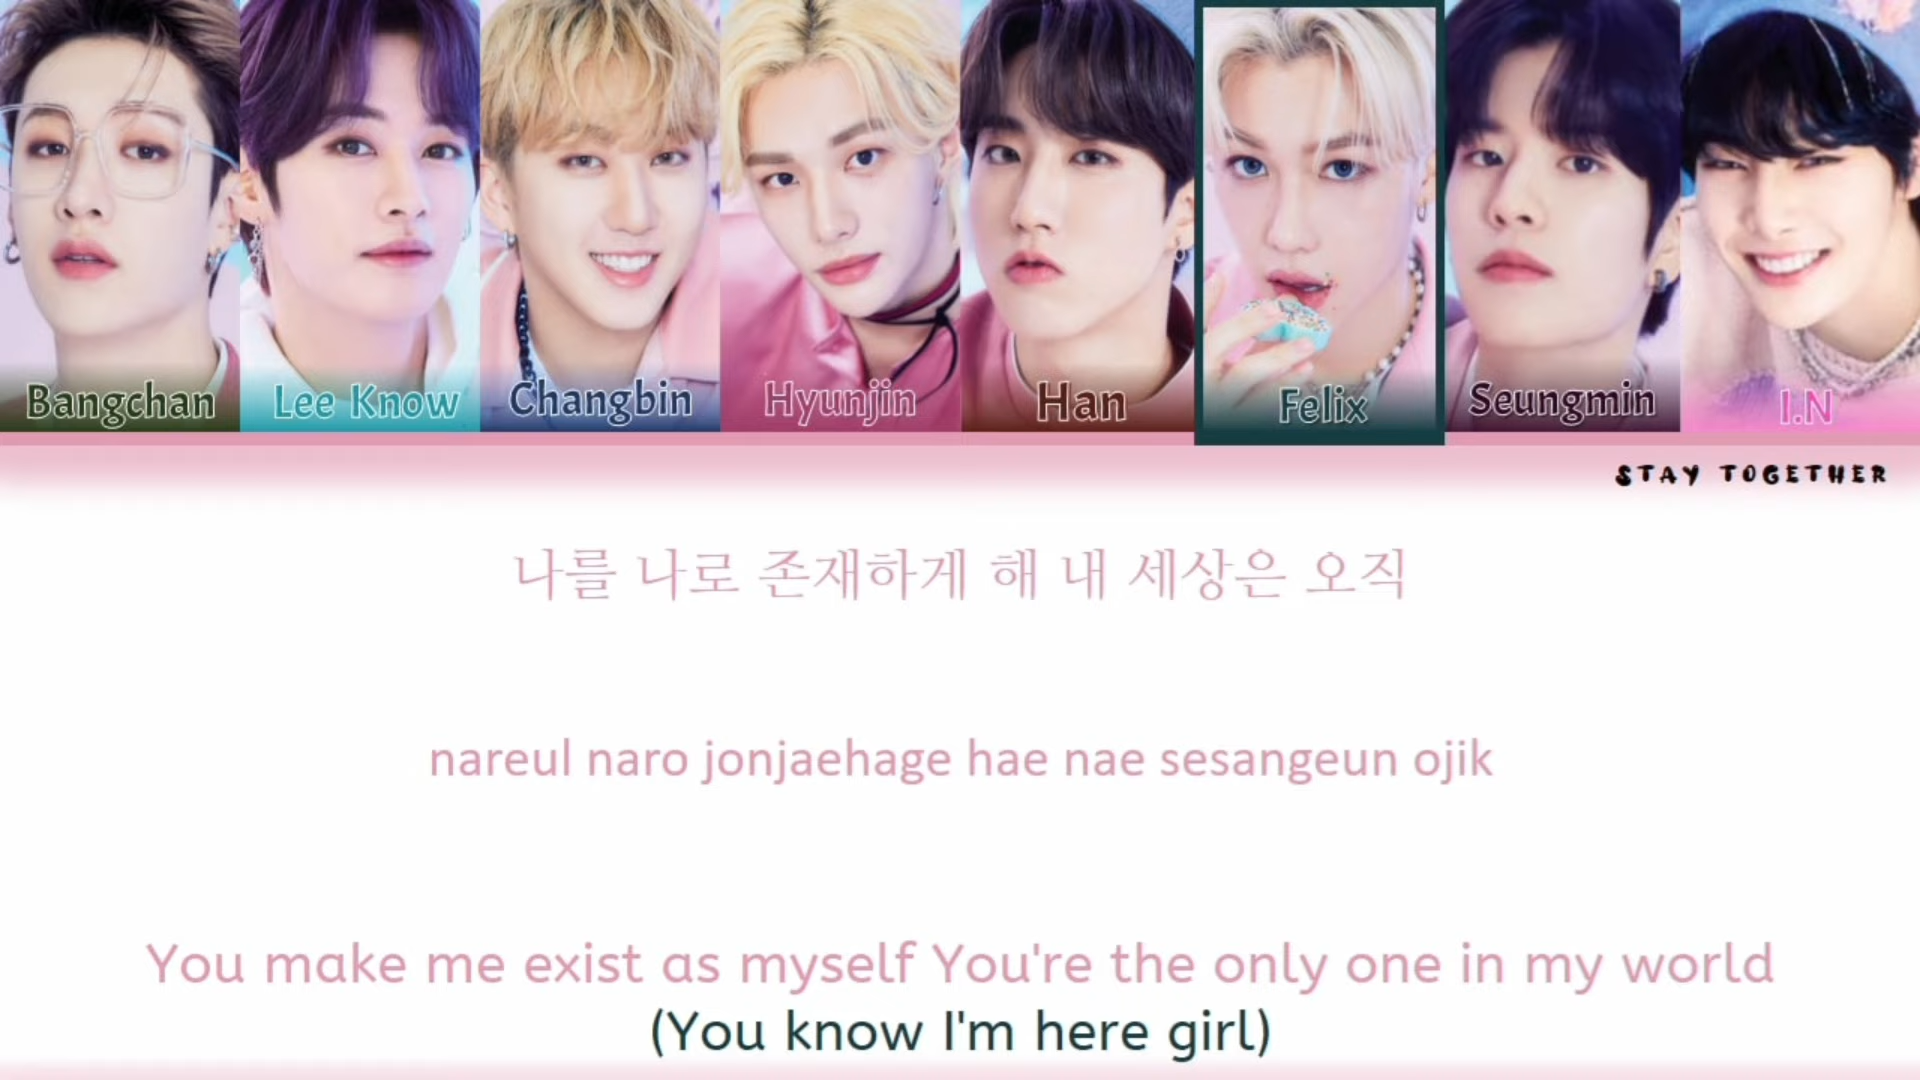 Bangchan
Lee Know
Changbin
Hyunjin
Han
Felix
Seungmin
I.N
STAY TOGETHER
나를 나로 존재하게 해 내 세상은 오직
nareul naro jonjaehage hae nae sesangeun ojik
You make me exist as myself You're the only one in my world
(You know I'm here girl)